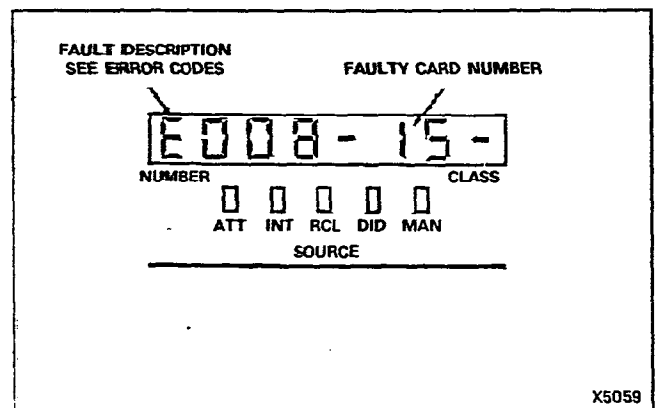 FAULT DESCRIPTION
SEE ERROR CODES
FAULTY CARD NUMBER
E008- 15-
NUMBER CLASS
ATT INT RCL DID MAN
SOURCE
X5059